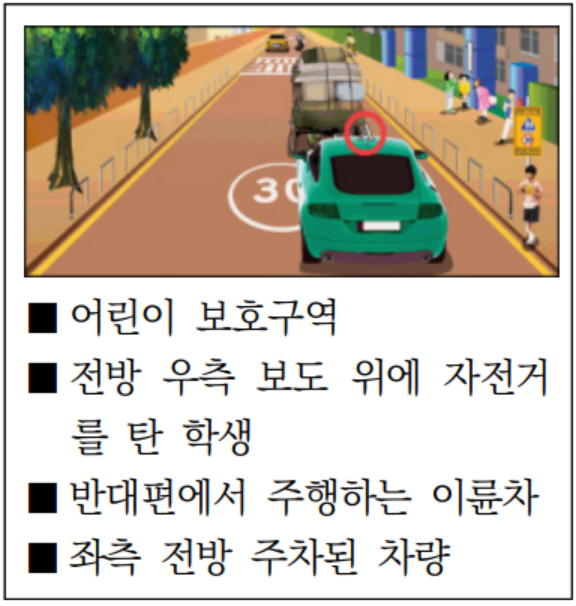 30
■ 어린이 보호구역
■ 전방 우측 보도 위에 자전거
를 탄 학생
■ 반대편에서 주행하는 이륜차
■ 좌측 전방 주차된 차량